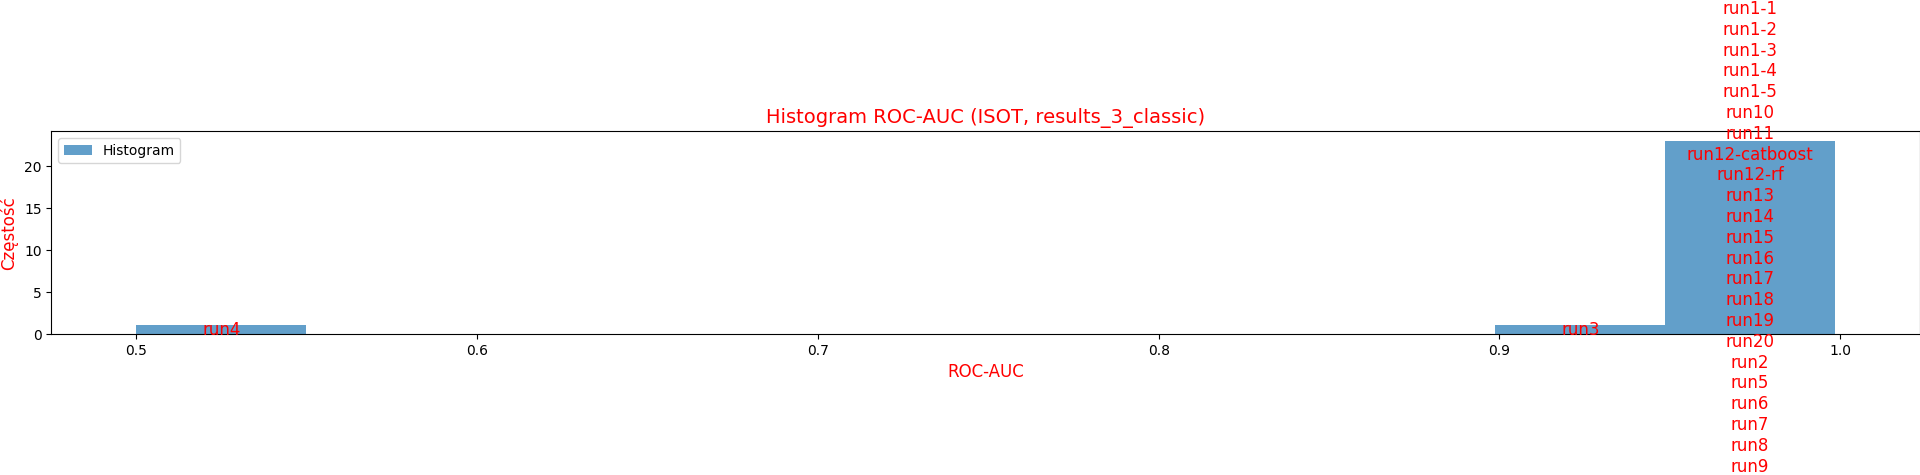 run1-1
run1-2
run1-3
run1-4
run1-5
run10
run11
run12-catboost
run12-rf
run13
run14
run15
run16
run17
run18
run19
run20
run2
run5
run6
run7
run8
run9
Histogram ROC-AUC (ISOT, results_3_classic)
Histogram
Częstość
20
15
10
5
0
run4
run3
0.5
0.6
0.7
0.8
0.9
1.0
ROC-AUC